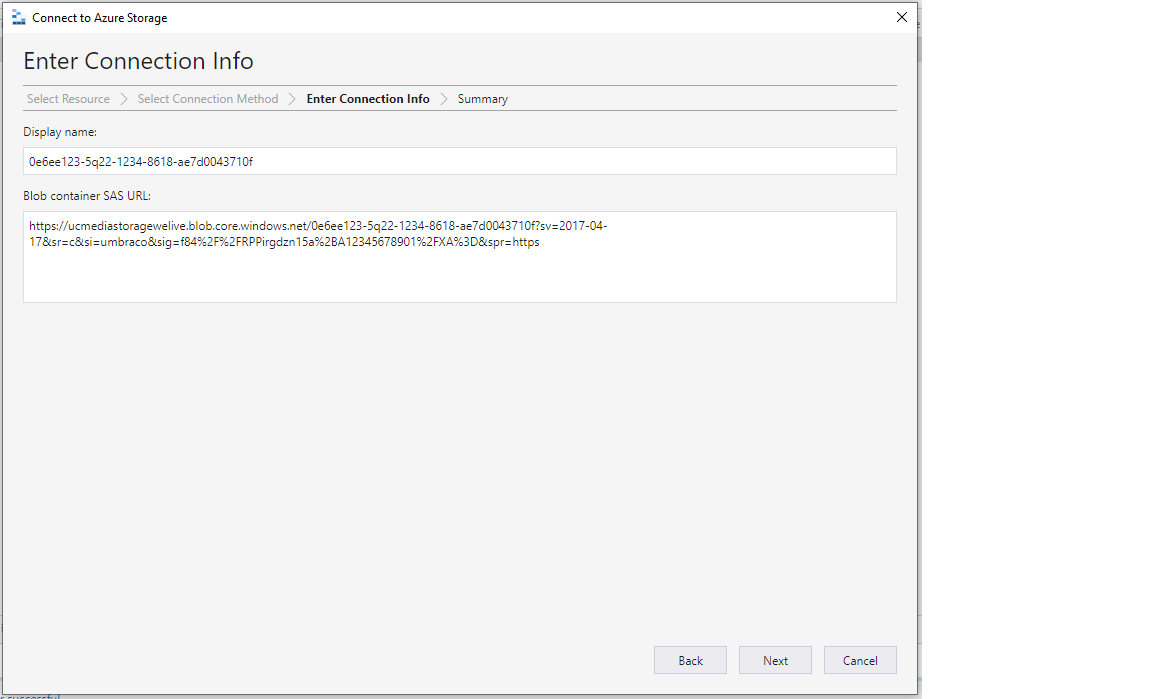 Connect to Azure Storage
Enter Connection Info
Select Resource
Select Connection Method
Enter Connection Info
Summary
Display name:
0e6ee123-5q22-1234-8618-ae7d0043710f
Blob container SAS URL:
https://ucmediastoragewelive.blob.core.windows.net/0e6ee123-5q22-1234-8618-ae7d0043710f?sv=2017-04-
17&sr=c&si=umbraco&sig=f84%2F%2FRPPirgdzn15a%2BA12345678901%2FXA%3D&spr=https
Back
Next
Cancel